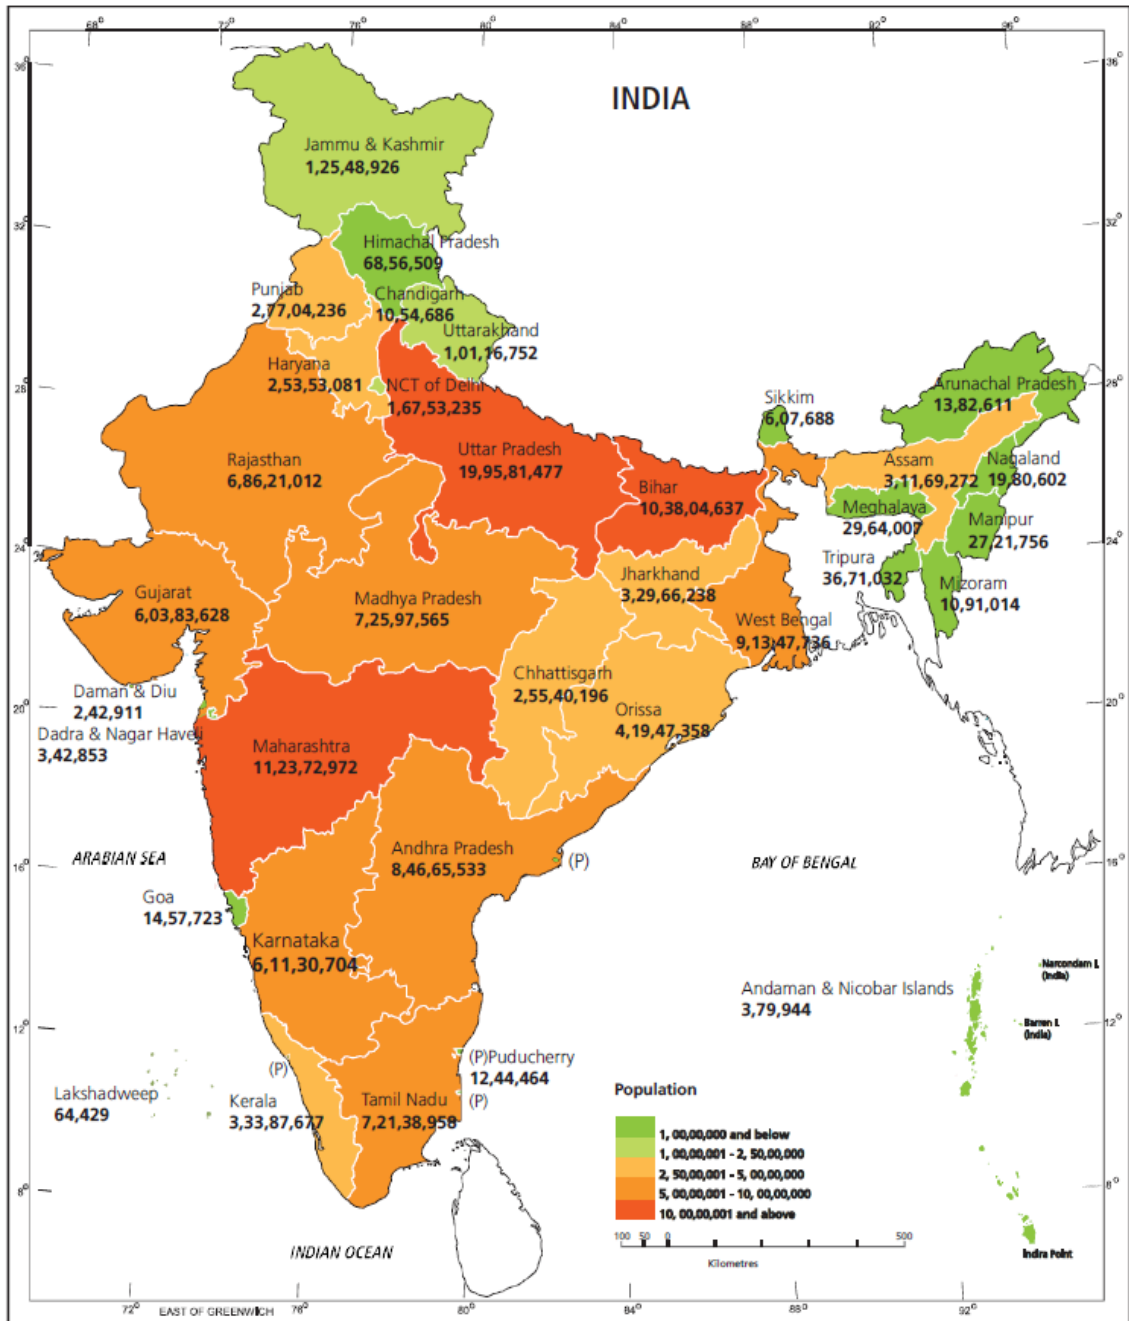 68° 72° 76° 80° 84° 88° 92° 96°
36° 36°
INDIA
Jammu & Kashmir
1,25,48,926
32° 32°
Himachal Pradesh
68,56,509
Punjab
2,77,04,236
Chandigarh
10,54,686
Uttarakhand
1,01,16,752
Haryana
2,53,53,081
28° 28°
NCT of Delhi
1,67,53,235
Sikkim
6,07,688
Arunachal Pradesh
13,82,611
Uttar Pradesh
19,95,81,477
Rajasthan
6,86,21,012
Bihar
10,38,04,637
Assam
3,11,69,272
Nagaland
19,80,602
Meghalaya
29,64,007
Manipur
27,21,756
24° 24°
Tripura
36,71,032
Mizoram
10,91,014
Jharkhand
3,29,66,238
Gujarat
6,03,83,628
Madhya Pradesh
7,25,97,565
West Bengal
9,13,47,736
Chhattisgarh
2,55,40,196
Orissa
4,19,47,358
Daman & Diu
2,42,911
20° 20°
Dadra & Nagar Haveli
3,42,853
Maharashtra
11,23,72,972
Andhra Pradesh
8,46,65,533
(P)
ARABIAN SEA
BAY OF BENGAL
16° 16°
Goa
14,57,723
Karnataka
6,11,30,704
Narcondam I.
(India)
Andaman & Nicobar Islands
3,79,944
Barren I.
(India)
12° 12°
(P)
(P)Puducherry
12,44,464
(P)
Lakshadweep
64,429
Kerala
3,33,87,677
Tamil Nadu
7,21,38,958
Population
1, 00,00,000 and below
1, 00,00,001 - 2, 50,00,000
2, 50,00,001 - 5, 00,00,000
5, 00,00,001 - 10, 00,00,000
10, 00,00,001 and above
8° 8°
100 50 0 500
Kilometres
INDIAN OCEAN
Indira Point
72° EAST OF GREENWICH 76° 80° 84° 88° 92°